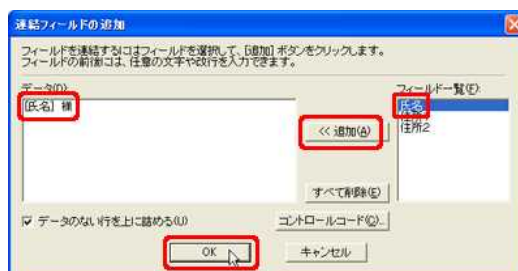 連結フィールドの追加
フィールドを連結するにはフィールドを選択して、[追加] ボタンをクリックします。
フィールドの前後には、任意の文字や改行を入力できます。
データ(D):
フィールド一覧(F):
[氏名] 様
氏名
住所2
<< 追加(A)
すべて削除(E)
データのない行を上に詰める(U)
コントロールコード(C)...
OK
キャンセル